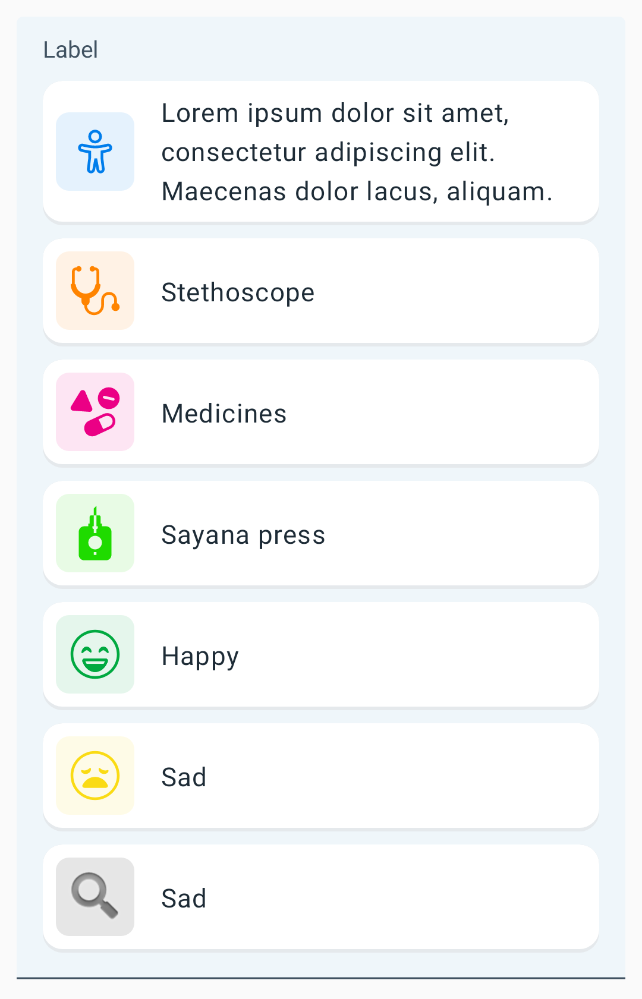 Label
Lorem ipsum dolor sit amet,
consectetur adipiscing elit.
Maecenas dolor lacus, aliquam.
Stethoscope
Medicines
Sayana press
Happy
Sad
Sad